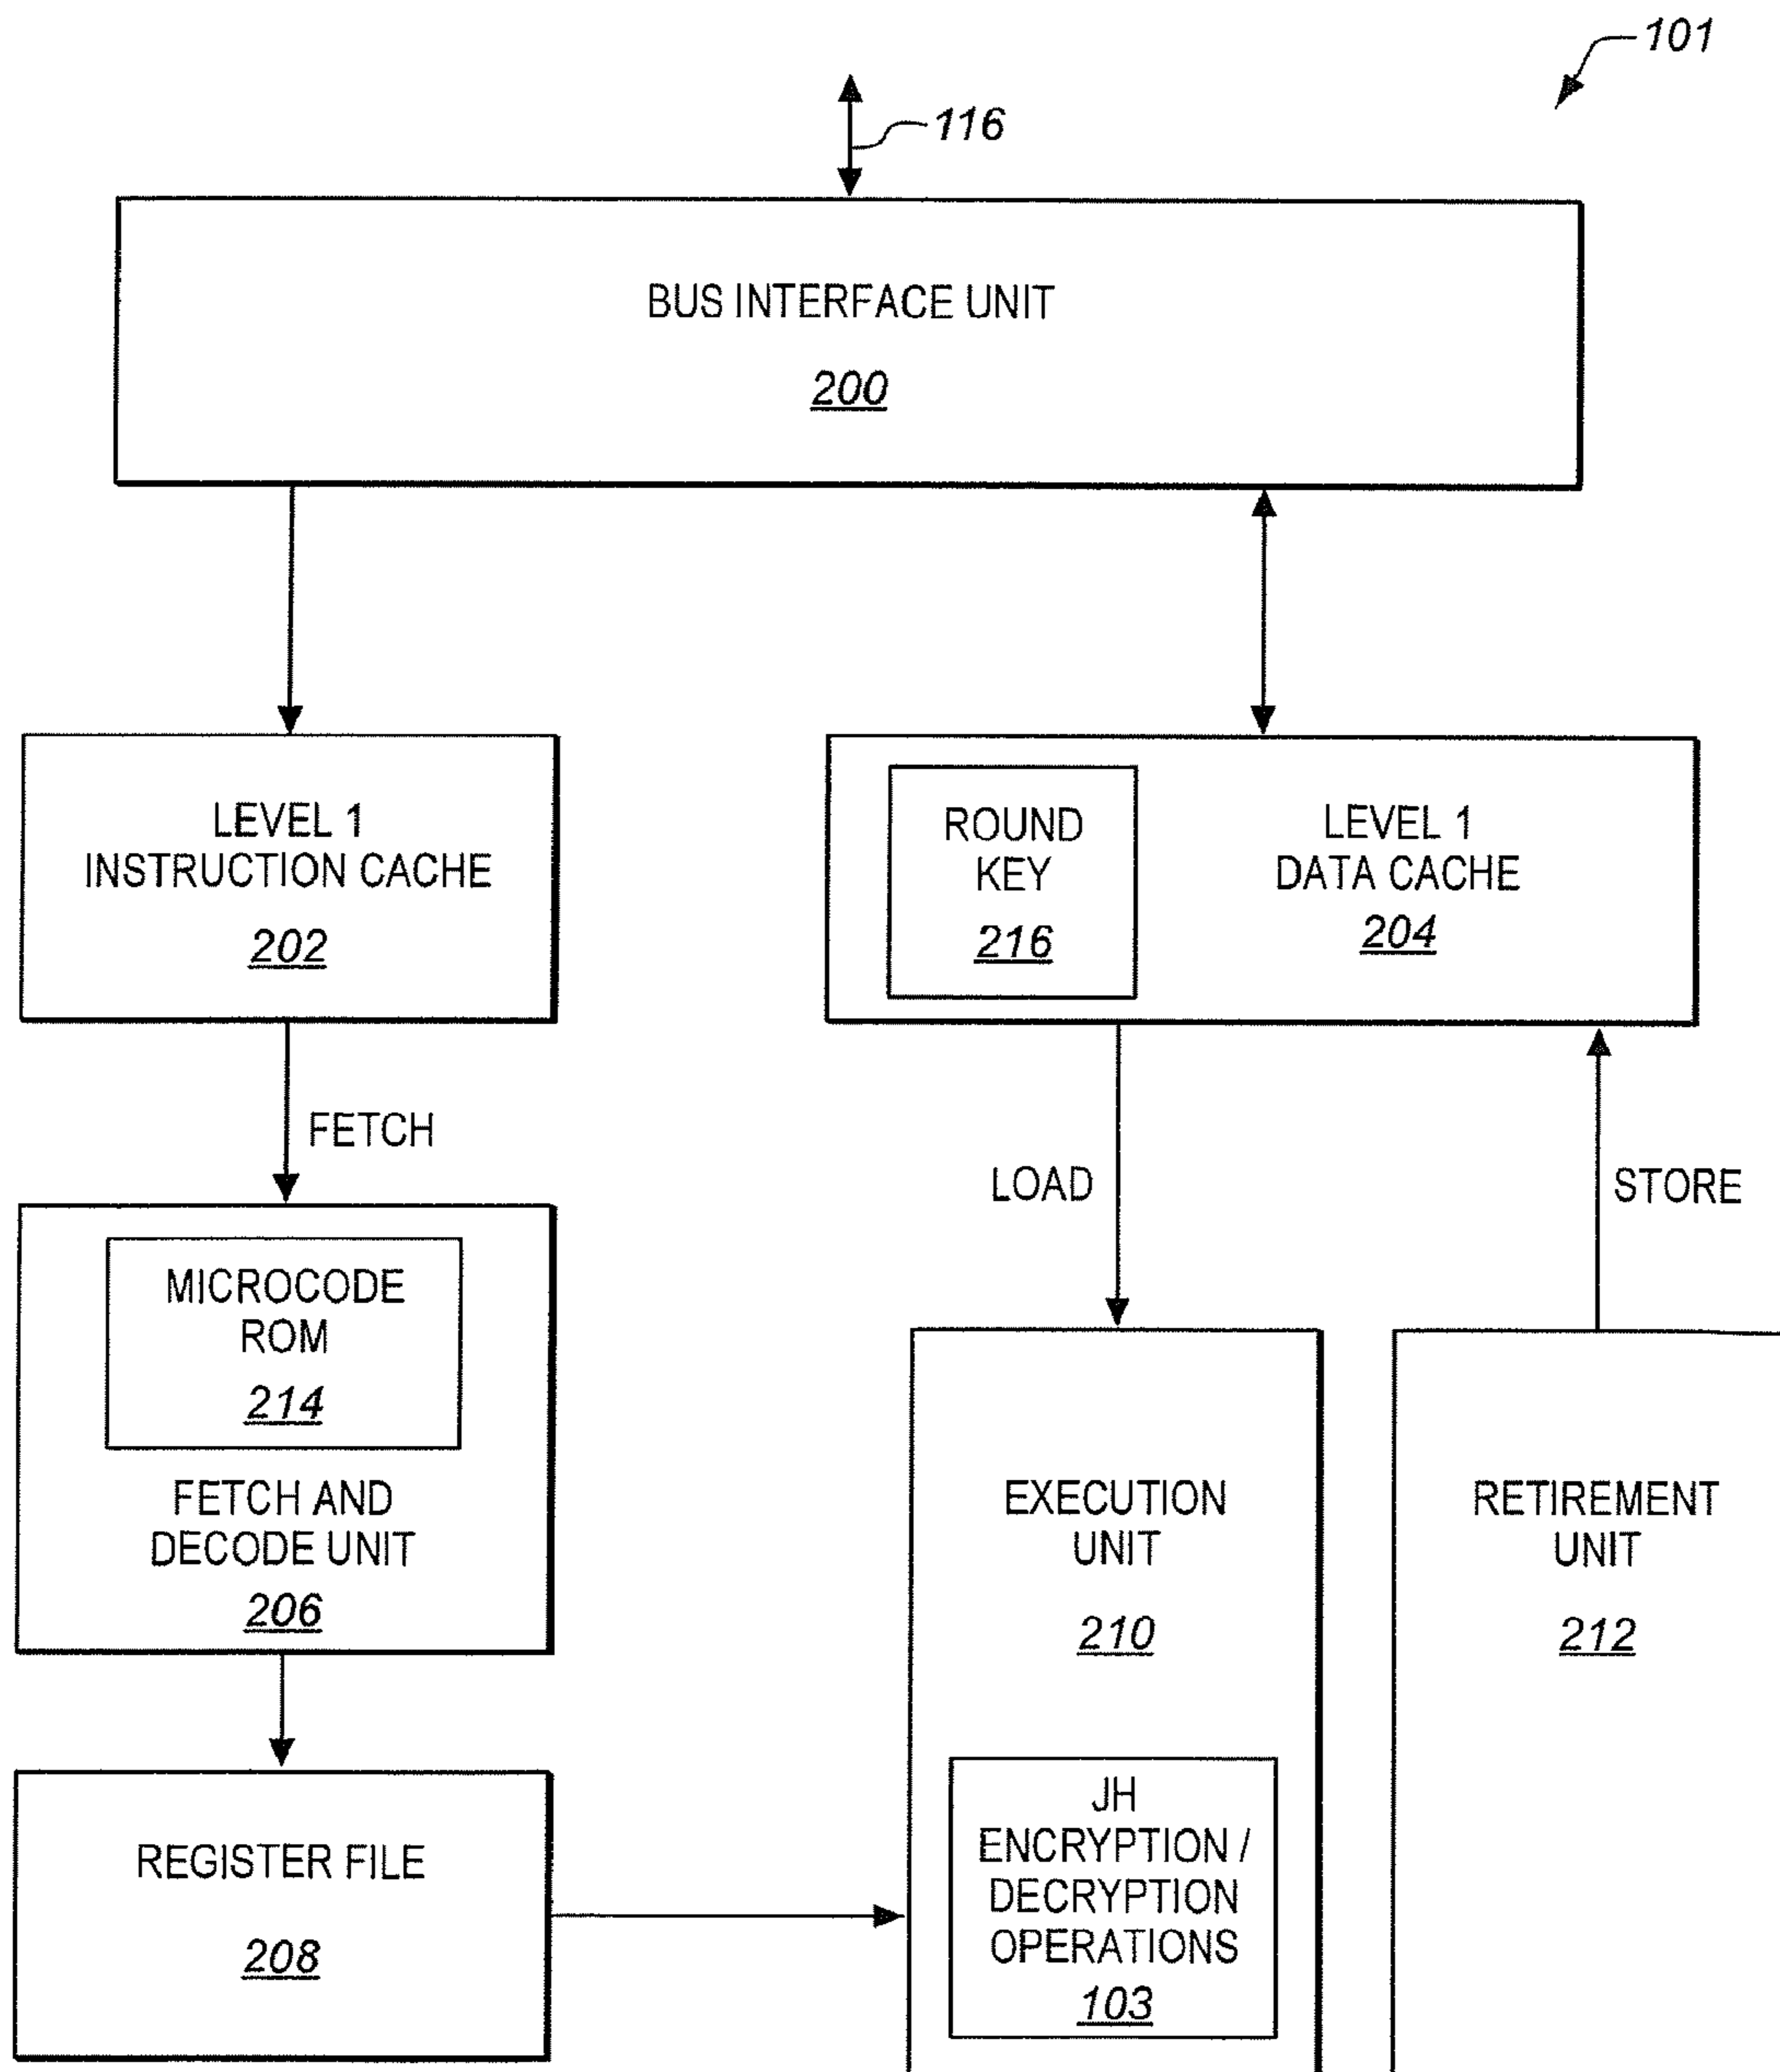 101
116
BUS INTERFACE UNIT
200
LEVEL 1
INSTRUCTION CACHE
202
ROUND
KEY
216
LEVEL 1
DATA CACHE
204
FETCH
LOAD
STORE
MICROCODE
ROM
214
FETCH AND
DECODE UNIT
206
EXECUTION
UNIT
210
RETIREMENT
UNIT
212
REGISTER FILE
208
JH
ENCRYPTION /
DECRYPTION
OPERATIONS
103